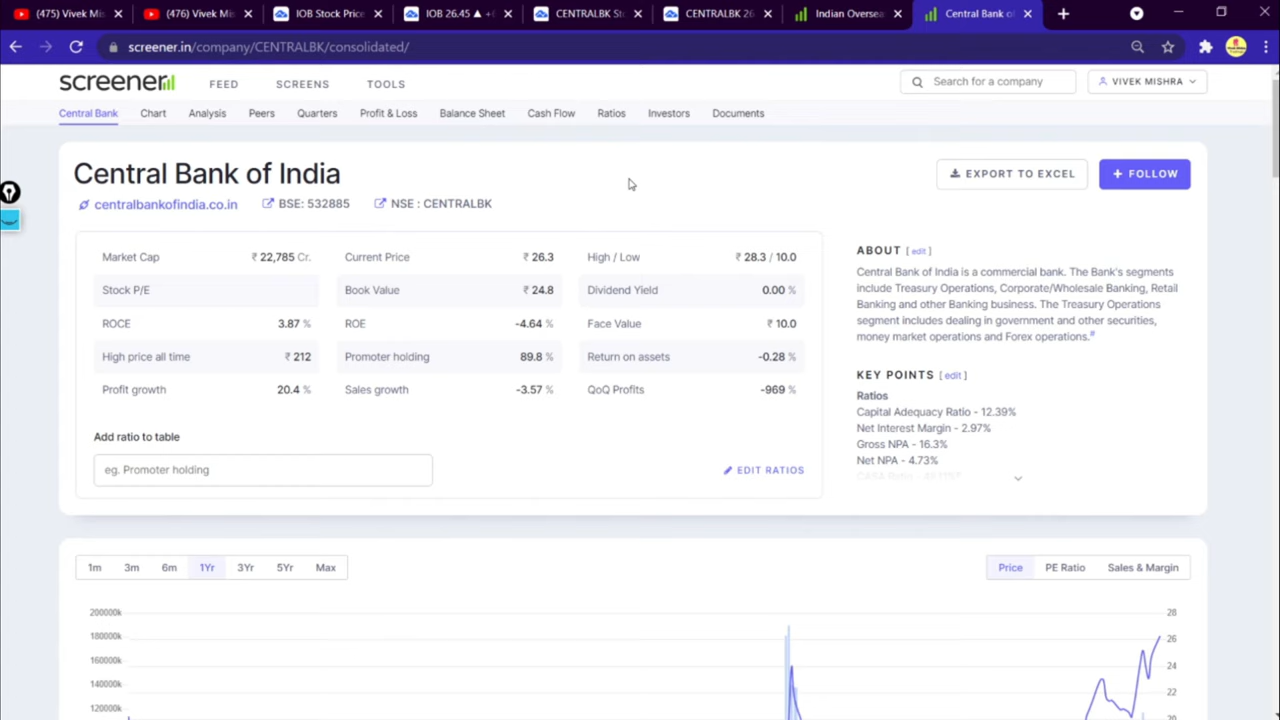 (475) Vivek Mis
(476) Vivek Mis
IOB Stock Price
IOB 26.45 ▲ +6
CENTRALBK Sto
CENTRALBK 26
Indian Oversea
Central Bank of
screener.in/company/CENTRALBK/consolidated/
screener
FEED SCREENS TOOLS
Search for a company
VIVEK MISHRA
Central Bank Chart Analysis Peers Quarters Profit & Loss Balance Sheet Cash Flow Ratios Investors Documents
Central Bank of India
EXPORT TO EXCEL
+ FOLLOW
centralbankofindia.co.in BSE: 532885 NSE : CENTRALBK
Market Cap ₹ 22,785 Cr. Current Price ₹ 26.3 High / Low ₹ 28.3 / 10.0
Stock P/E Book Value ₹ 24.8 Dividend Yield 0.00 %
ROCE 3.87 % ROE -4.64 % Face Value ₹ 10.0
High price all time ₹ 212 Promoter holding 89.8 % Return on assets -0.28 %
Profit growth 20.4 % Sales growth -3.57 % QoQ Profits -969 %
Add ratio to table
eg. Promoter holding
EDIT RATIOS
ABOUT [ edit ]
Central Bank of India is a commercial bank. The Bank's segments
include Treasury Operations, Corporate/Wholesale Banking, Retail
Banking and other Banking business. The Treasury Operations
segment includes dealing in government and other securities,
money market operations and Forex operations.#
KEY POINTS [ edit ]
Ratios
Capital Adequacy Ratio - 12.39%
Net Interest Margin - 2.97%
Gross NPA - 16.3%
Net NPA - 4.73%
1m 3m 6m 1Yr 3Yr 5Yr Max
Price PE Ratio Sales & Margin
200000k 28
180000k 26
160000k 24
140000k 22
120000k 20